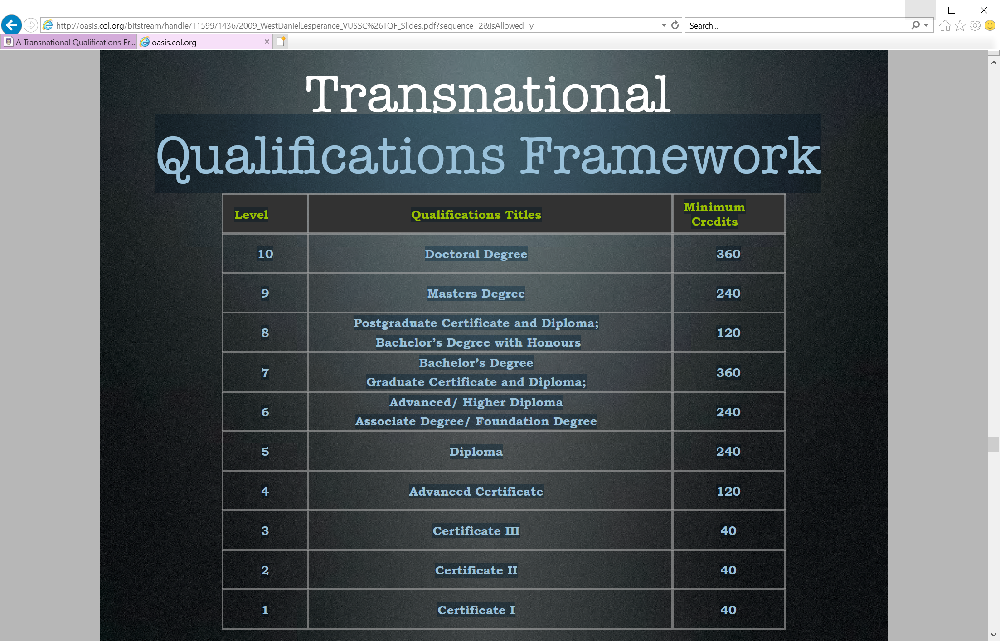 http://oasis.col.org/bitstream/handle/11599/1436/2009_WestDanielLesperance_VUSSC%26TQF_Slides.pdf?sequence=2&isAllowed=y
Search...
A Transnational Qualifications Fr...
oasis.col.org
Transnational
Qualifications Framework
Level Qualifications Titles Minimum Credits
10 Doctoral Degree 360
9 Masters Degree 240
8 Postgraduate Certificate and Diploma; 120
Bachelor’s Degree with Honours
7 Bachelor’s Degree 360
Graduate Certificate and Diploma;
6 Advanced/ Higher Diploma 240
Associate Degree/ Foundation Degree
5 Diploma 240
4 Advanced Certificate 120
3 Certificate III 40
2 Certificate II 40
1 Certificate I 40